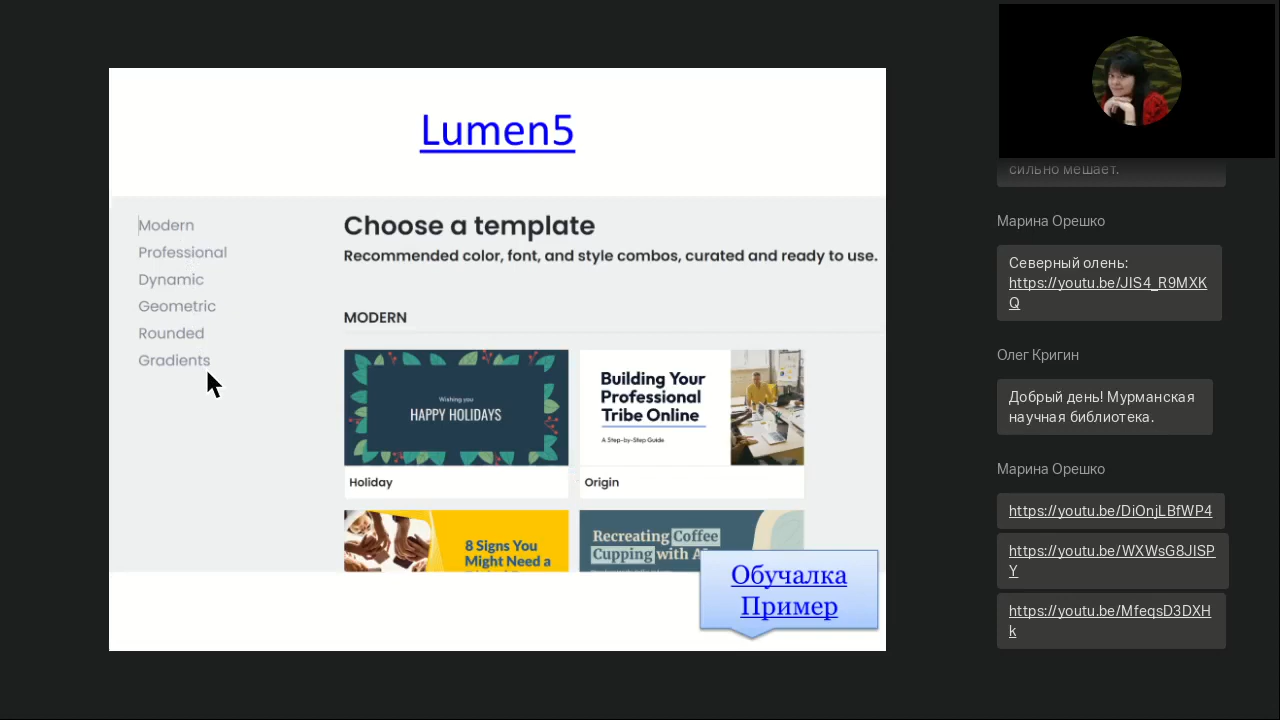 Lumen5
Modern
Professional
Dynamic
Geometric
Rounded
Gradients
Choose a template
Recommended color, font, and style combos, curated and ready to use.
MODERN
Wishing you
HAPPY HOLIDAYS
Holiday
Building Your
Professional
Tribe Online
A Step-by-Step Guide
Origin
8 Signs You
Might Need a
Recreating Coffee
Cupping with
Обучалка
Пример
сильно мешает.
Марина Орешко
Северный олень:
https://youtu.be/JIS4_R9MXK
Q
Олег Кригин
Добрый день! Мурманская
научная библиотека.
Марина Орешко
https://youtu.be/DiOnjLBfWP4
https://youtu.be/WXWsG8JISP
Y
https://youtu.be/MfeqsD3DXH
k